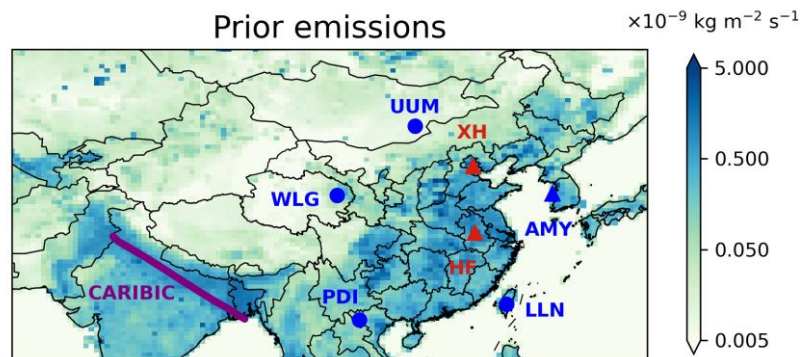 Prior emissions
×10⁻⁹ kg m⁻² s⁻¹
5.000
UUM
XH
0.500
WLG
AMY
0.050
HF
CARIBIC
PDI
LLN
0.005